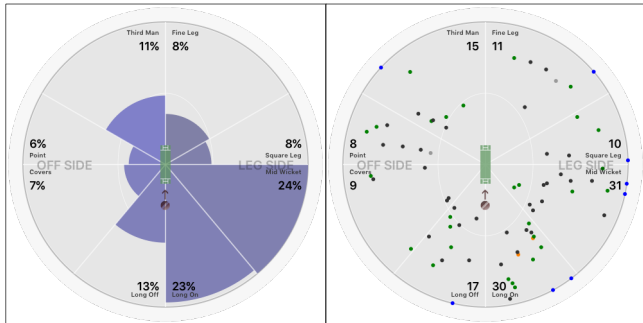 Third Man
Fine Leg
11%
8%
6%
Point
OFF SIDE
Covers
7%
8%
Square Leg
LEG SIDE
Mid Wicket
24%
13%
Long Off
23%
Long On
Third Man
Fine Leg
15
11
8
Point
OFF SIDE
Covers
9
10
Square Leg
LEG SIDE
Mid Wicket
31
17
Long Off
30
Long On